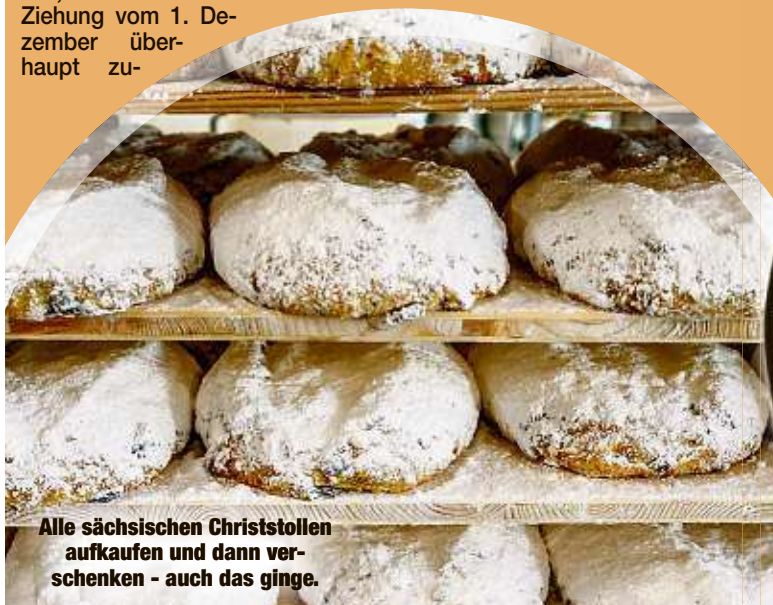 Ziehung vom 1. De-
zember über-
haupt zu-
Alle sächsischen Christstollen
aufkaufen und dann ver-
schenken - auch das ginge.